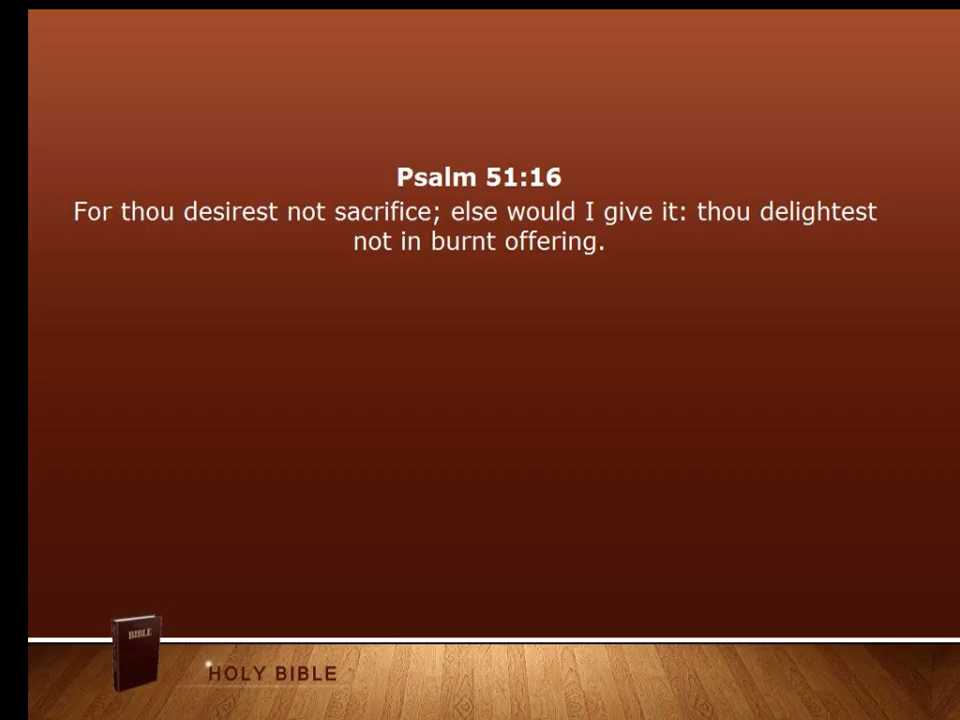 Psalm 51:16
For thou desirest not sacrifice; else would I give it: thou delightest
not in burnt offering.
BIBLE
HOLY BIBLE